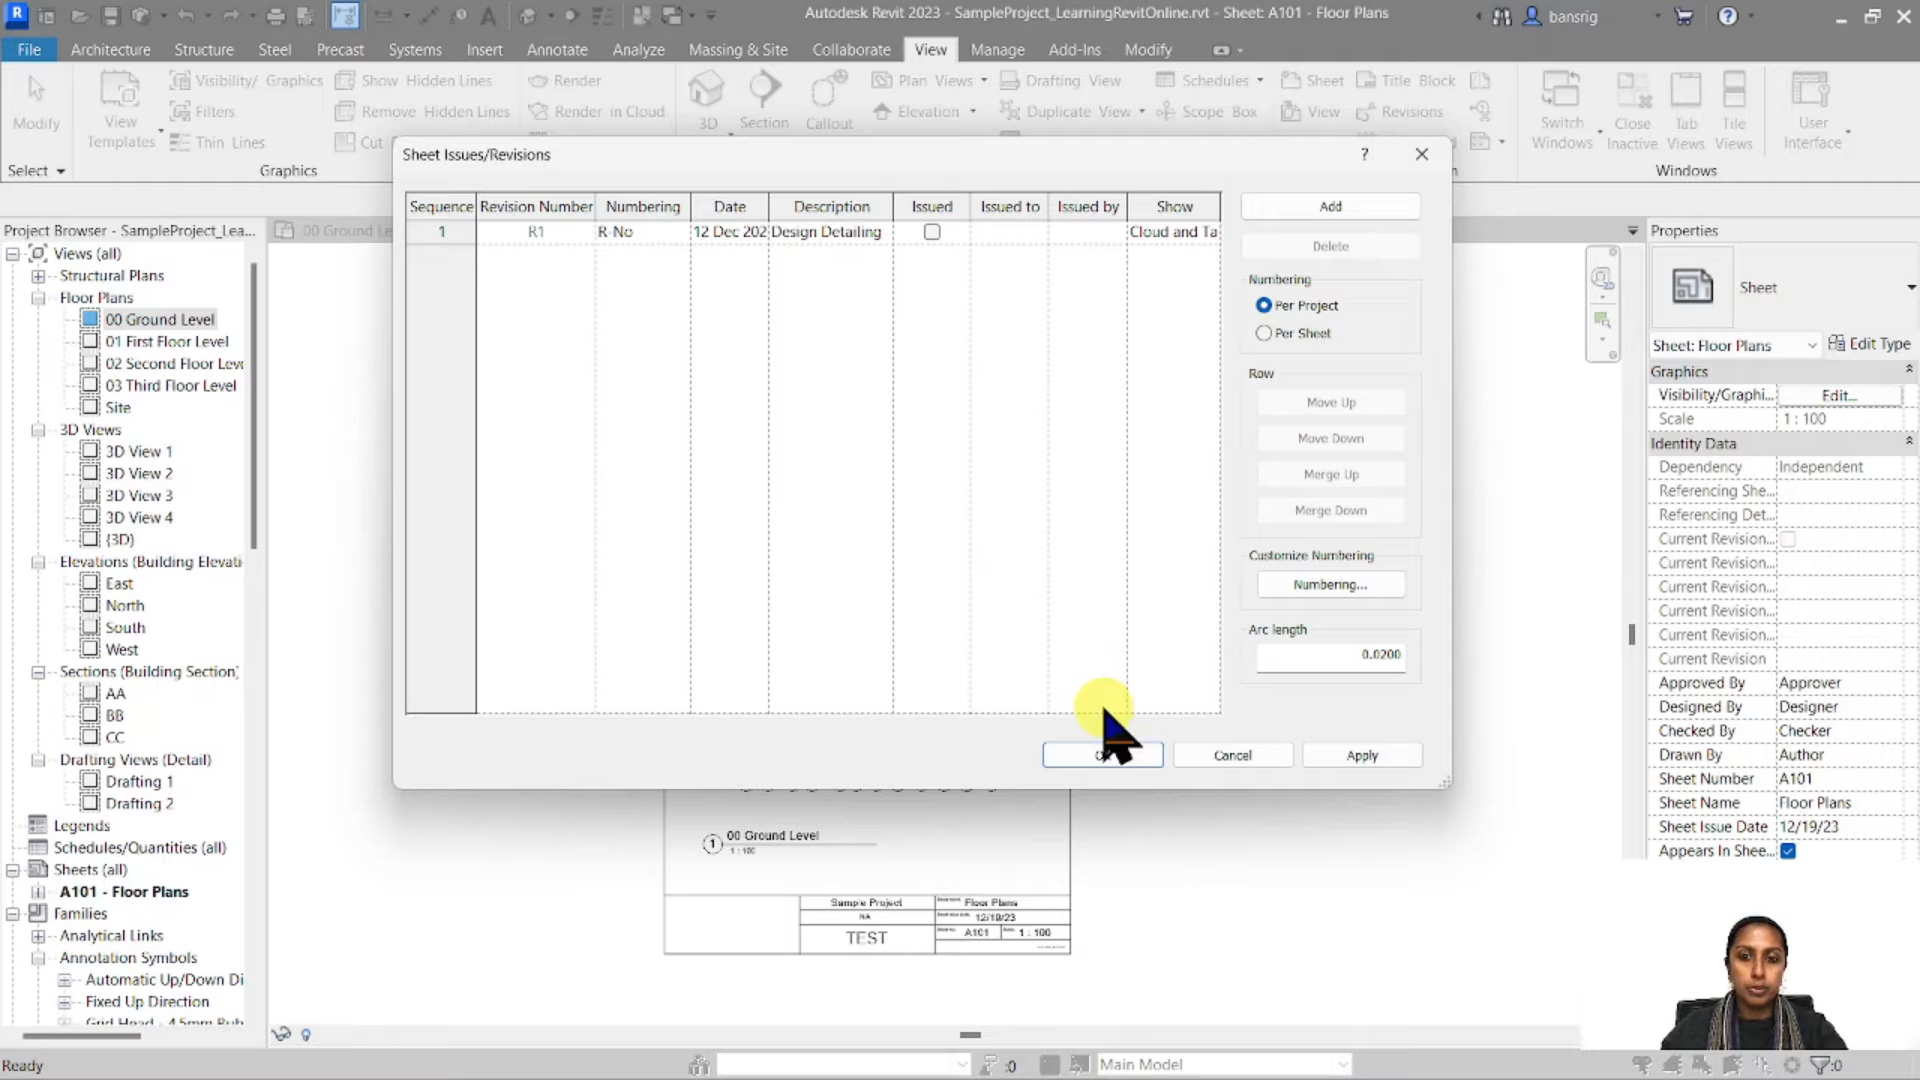 Autodesk Revit 2023 - SampleProject_LearningRevitOnline.rvt - Sheet: A101 - Floor Plans
bansrig
File Architecture Structure Steel Precast Systems Insert Annotate Analyze Massing & Site Collaborate View Manage Add-Ins Modify
Modify
View Templates
Visibility/ Graphics
Filters
Thin Lines
Show Hidden Lines
Remove Hidden Lines
Cut
Render
Render in Cloud
3D
Section
Callout
Plan Views
Elevation
Drafting View
Duplicate View
Schedules
Scope Box
Sheet
View
Title Block
Revisions
Switch Windows
Close Inactive
Tab Views
Tile Views
User Interface
Select
Graphics
Windows
Sheet Issues/Revisions
?
Sequence Revision Number Numbering Date Description Issued Issued to Issued by Show
1 R1 R-No 12 Dec 202 Design Detailing Cloud and Ta
Add
Delete
Numbering
Per Project
Per Sheet
Row
Move Up
Move Down
Merge Up
Merge Down
Customize Numbering
Numbering...
Arc length
0.0200
Cancel
Apply
Project Browser - SampleProject_Lea...
Views (all)
Structural Plans
Floor Plans
00 Ground Level
01 First Floor Level
02 Second Floor Leve
03 Third Floor Level
Site
3D Views
3D View 1
3D View 2
3D View 3
3D View 4
{3D}
Elevations (Building Elevati
East
North
South
West
Sections (Building Section)
AA
BB
CC
Drafting Views (Detail)
Drafting 1
Drafting 2
Legends
Schedules/Quantities (all)
Sheets (all)
A101 - Floor Plans
Families
Analytical Links
Annotation Symbols
Automatic Up/Down Di
Fixed Up Direction
Grid Head - 4.5mm Bub
00 Ground Le
1
00 Ground Level
1 : 100
Sample Project
NA
TEST
Floor Plans
12/19/23
A101
1 : 100
Properties
Sheet
Sheet: Floor Plans
Edit Type
Graphics
Visibility/Graphi... Edit...
Scale 1 : 100
Identity Data
Dependency Independent
Referencing She...
Referencing Det...
Current Revision...
Current Revision...
Current Revision...
Current Revision...
Current Revision...
Current Revision
Approved By Approver
Designed By Designer
Checked By Checker
Drawn By Author
Sheet Number A101
Sheet Name Floor Plans
Sheet Issue Date 12/19/23
Appears In Shee...
Ready
:0
Main Model
:0